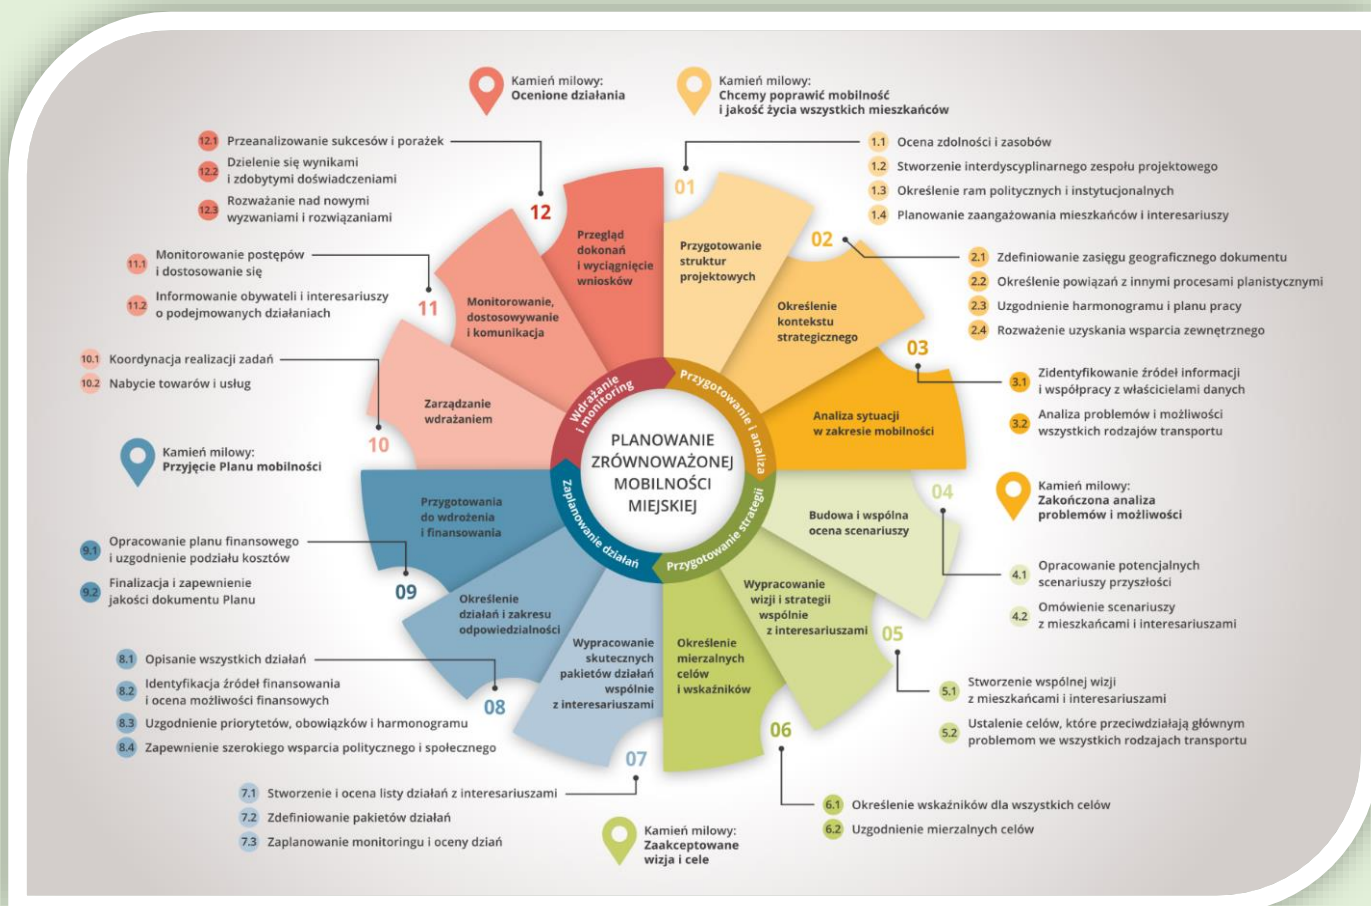 Kamień milowy:
Ocenione działania
Kamień milowy:
Chcemy poprawić mobilność
i jakość życia wszystkich mieszkańców
12.1 Przeanalizowanie sukcesów i porażek
12.2 Dzielenie się wynikami
i zdobytymi doświadczeniami
12.3 Rozważanie nad nowymi
wyzwaniami i rozwiązaniami
1.1 Ocena zdolności i zasobów
1.2 Stworzenie interdyscyplinarnego zespołu projektowego
1.3 Określenie ram politycznych i instytucjonalnych
1.4 Planowanie zaangażowania mieszkańców i interesariuszy
11.1 Monitorowanie postępów
i dostosowanie się
11.2 Informowanie obywateli i interesariuszy
o podejmowanych działaniach
2.1 Zdefiniowanie zasięgu geograficznego dokumentu
2.2 Określenie powiązań z innymi procesami planistycznymi
2.3 Uzgodnienie harmonogramu i planu pracy
2.4 Rozważenie uzyskania wsparcia zewnętrznego
10.1 Koordynacja realizacji zadań
10.2 Nabycie towarów i usług
3.1 Zidentyfikowanie źródeł informacji
i współpracy z właścicielami danych
3.2 Analiza problemów i możliwości
wszystkich rodzajów transportu
Kamień milowy:
Przyjęcie Planu mobilności
Kamień milowy:
Zakończona analiza
problemów i możliwości
01
Przygotowanie
struktur
projektowych
02
Określenie
kontekstu
strategicznego
03
Analiza sytuacji
w zakresie mobilności
04
Budowa i wspólna
ocena scenariuszy
05
Wypracowanie
wizji i strategii
wspólnie
z interesariuszami
06
Określenie
mierzalnych
celów
i wskaźników
07
Wypracowanie
skutecznych
pakietów działań
wspólnie
z interesariuszami
08
Określenie
działań i zakresu
odpowiedzialności
09
Przygotowania
do wdrożenia
i finansowania
10
Zarządzanie
wdrażaniem
11
Monitorowanie,
dostosowywanie
i komunikacja
12
Przegląd
dokonań
i wyciągnięcie
wniosków
Przygotowanie i analiza
Przygotowanie strategii
Zaplanowanie działań
Wdrażanie
i monitoring
PLANOWANIE
ZRÓWNOWAŻONEJ
MOBILNOŚCI
MIEJSKIEJ
9.1 Opracowanie planu finansowego
i uzgodnienie podziału kosztów
9.2 Finalizacja i zapewnienie
jakości dokumentu Planu
4.1 Opracowanie potencjalnych
scenariuszy przyszłości
4.2 Omówienie scenariuszy
z mieszkańcami i interesariuszami
8.1 Opisanie wszystkich działań
8.2 Identyfikacja źródeł finansowania
i ocena możliwości finansowych
8.3 Uzgodnienie priorytetów, obowiązków i harmonogramu
8.4 Zapewnienie szerokiego wsparcia politycznego i społecznego
5.1 Stworzenie wspólnej wizji
z mieszkańcami i interesariuszami
5.2 Ustalenie celów, które przeciwdziałają głównym
problemom we wszystkich rodzajach transportu
7.1 Stworzenie i ocena listy działań z interesariuszami
7.2 Zdefiniowanie pakietów działań
7.3 Zaplanowanie monitoringu i oceny dziań
6.1 Określenie wskaźników dla wszystkich celów
6.2 Uzgodnienie mierzalnych celów
Kamień milowy:
Zaakceptowane
wizja i cele